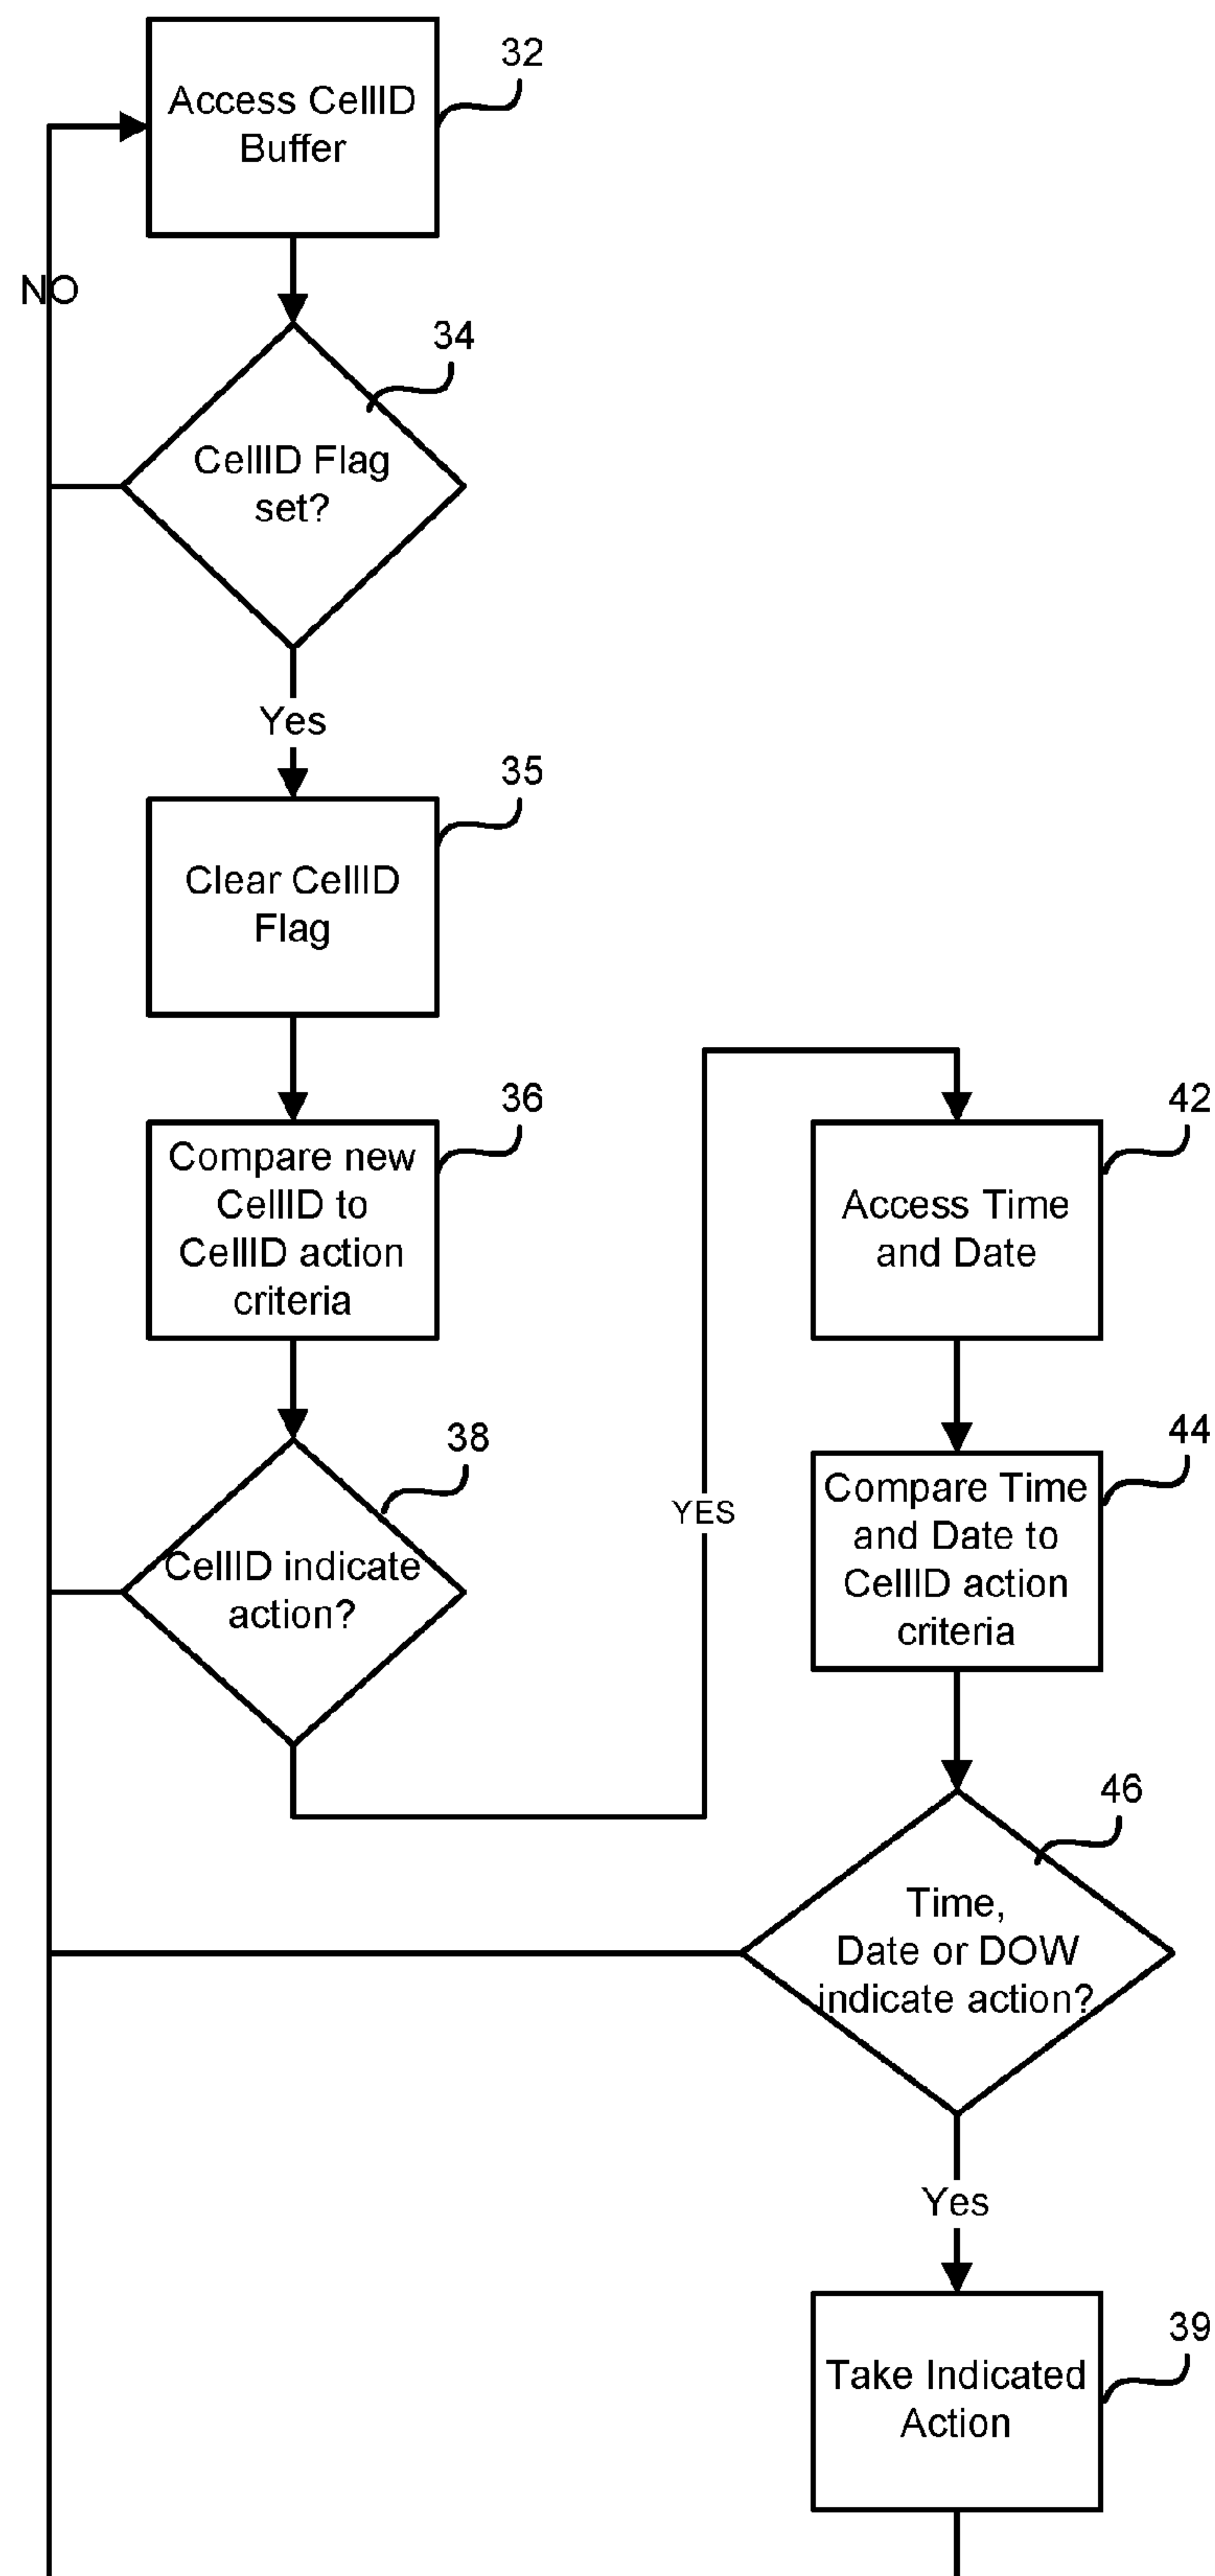 32
Access CellID
Buffer
NO
34
CellID Flag
set?
Yes
35
Clear CellID
Flag
36
Compare new
CellID to
CellID action
criteria
38
CellID indicate
action?
YES
42
Access Time
and Date
44
Compare Time
and Date to
CellID action
criteria
46
Time,
Date or DOW
indicate action?
Yes
39
Take Indicated
Action